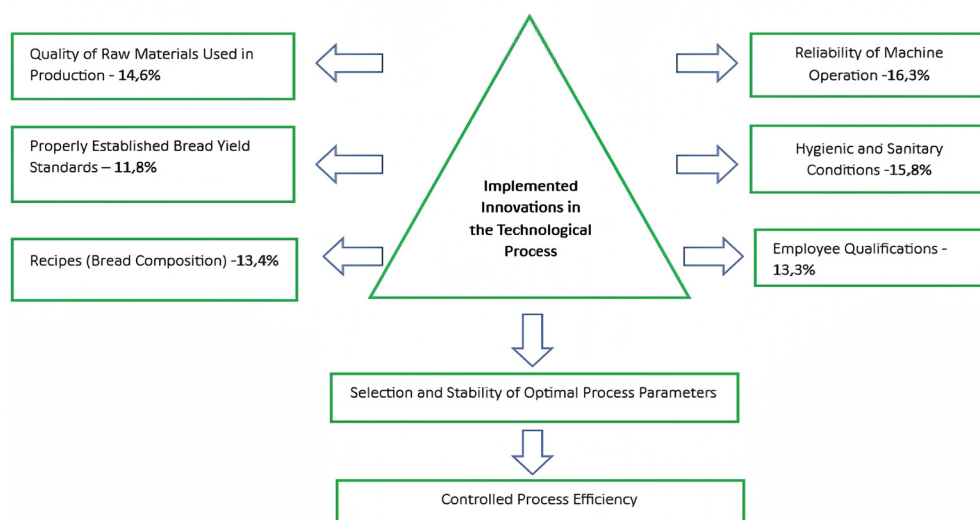 Quality of Raw Materials Used in
Production - 14,6%
Properly Established Bread Yield
Standards – 11,8%
Recipes (Bread Composition) -13,4%
Implemented
Innovations in
the Technological
Process
Reliability of Machine
Operation -16,3%
Hygienic and Sanitary
Conditions -15,8%
Employee Qualifications -
13,3%
Selection and Stability of Optimal Process Parameters
Controlled Process Efficiency